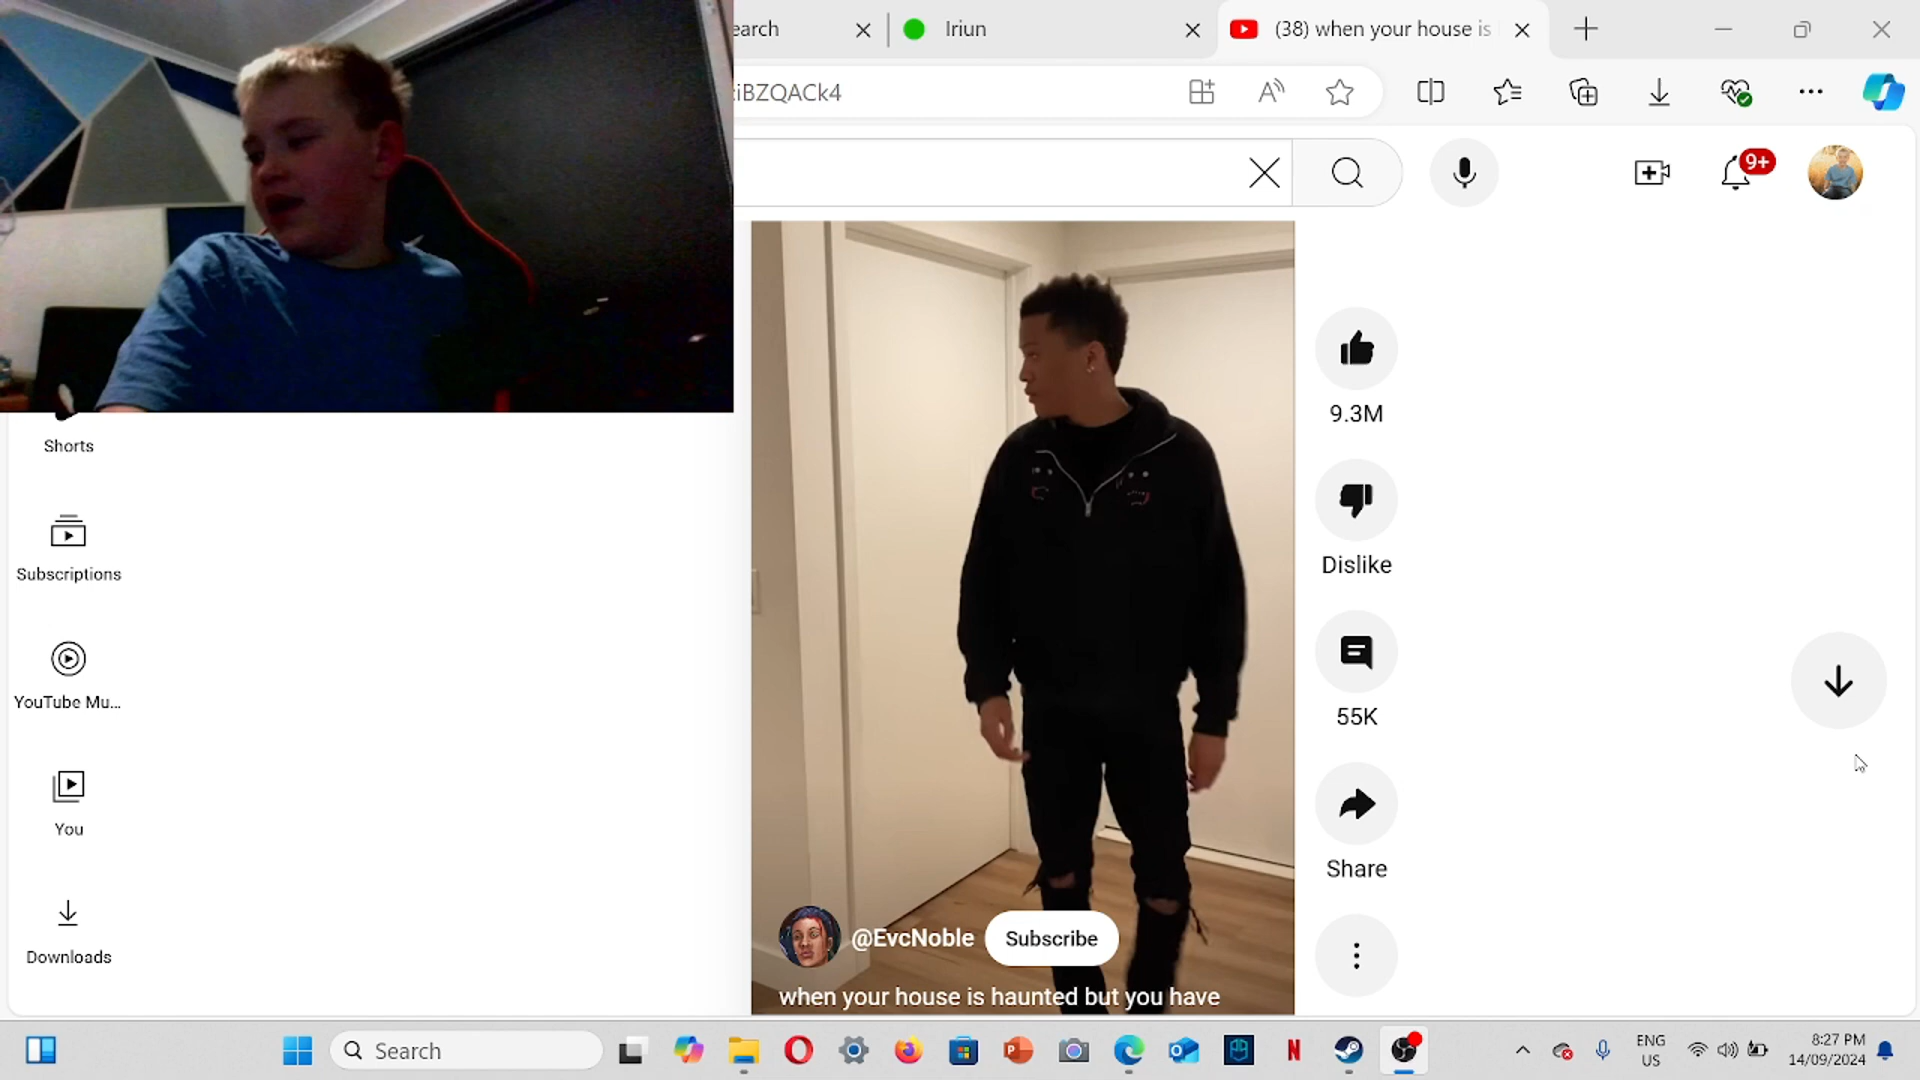 earch
Iriun
(38) when your house is
:iBZQACk4
9+
9.3M
Shorts
Dislike
Subscriptions
55K
YouTube Mu...
You
Share
@EvcNoble
Subscribe
Downloads
when your house is haunted but you have
Search
ENG
US
8:27 PM
14/09/2024